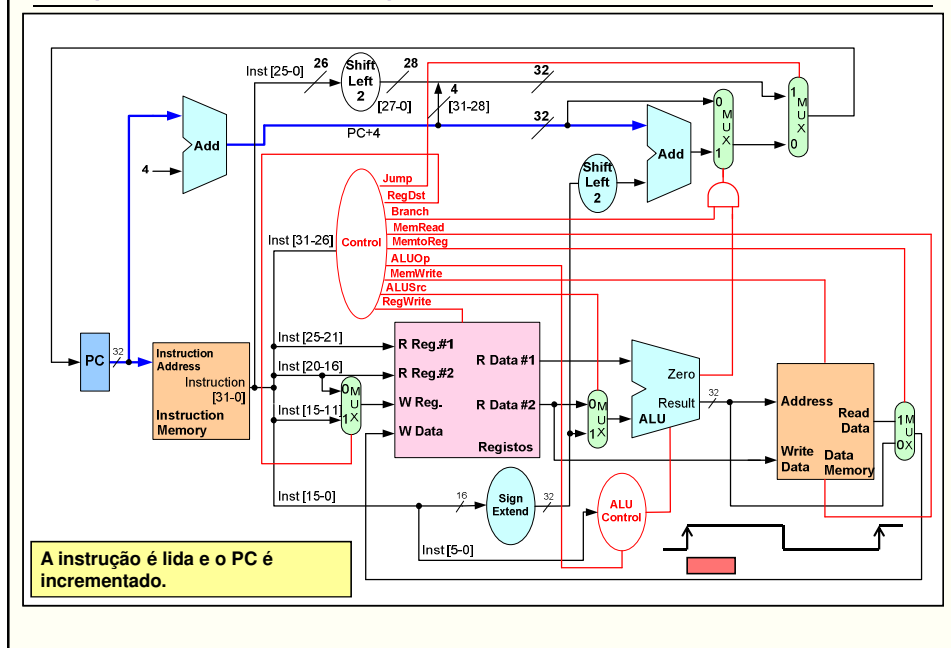 Inst [25-0]
26
Shift
Left
2
28
[27-0]
4
[31-28]
32
1
M
U
X
0
Add
4
PC+4
32
Add
0
M
U
X
1
Shift
Left
2
Control
Jump
RegDst
Branch
MemRead
MemtoReg
ALUOp
MemWrite
ALUSrc
RegWrite
Inst [31-26]
PC
32
Instruction
Address
Instruction
[31-0]
Instruction
Memory
Inst [25-21]
Inst [20-16]
Inst [15-11]
0
M
U
X
1
R Reg.#1
R Reg.#2
W Reg.
W Data
R Data #1
R Data #2
Registos
0
M
U
X
1
Zero
Result
ALU
32
Address
Read
Data
Write
Data
Data
Memory
1
M
U
X
0
Inst [15-0]
16
Sign
Extend
32
ALU
Control
Inst [5-0]
A instrução é lida e o PC é
incrementado.